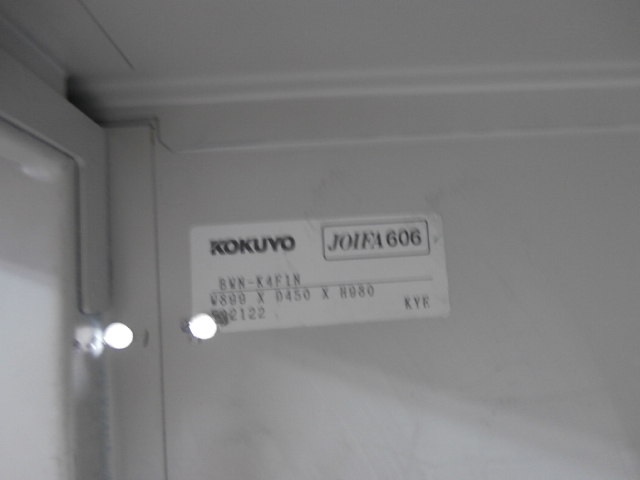 KOKUYO
JOIFA 606
BWN-K4F1N
W899 X D450 X H980
KYE